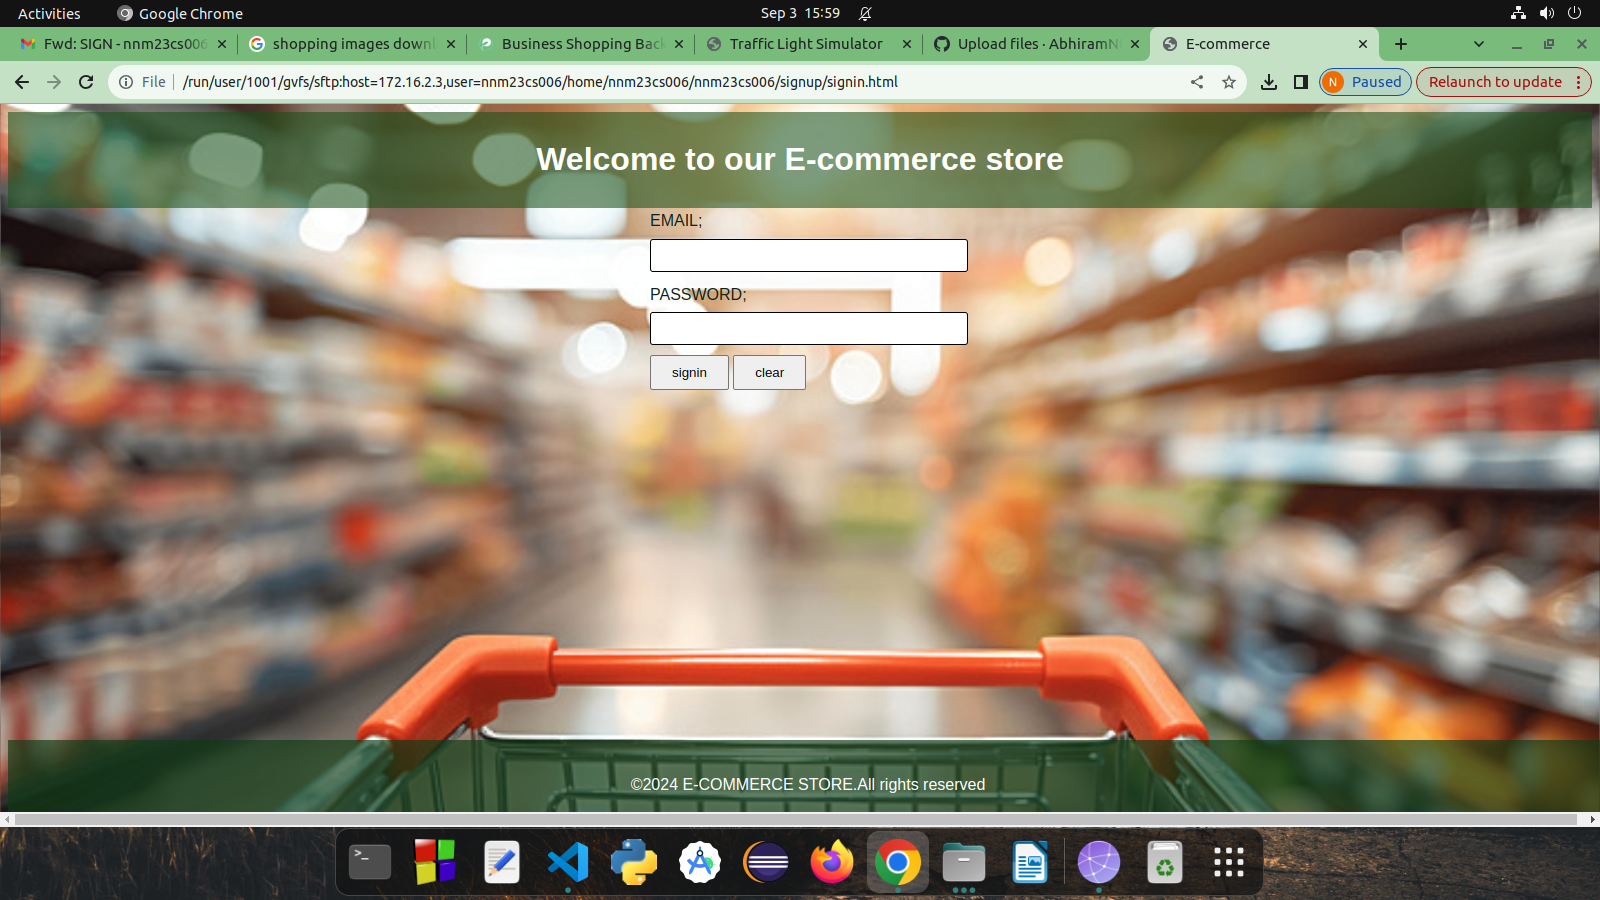 Activities
Google Chrome
Sep 3 15:59
Fwd: SIGN - nnm23cs006
shopping images downl
Business Shopping Back
Traffic Light Simulator
Upload files · AbhiramN
E-commerce
File
/run/user/1001/gvfs/sftp:host=172.16.2.3,user=nnm23cs006/home/nnm23cs006/nnm23cs006/signup/signin.html
N
Paused
Relaunch to update
Welcome to our E-commerce store
EMAIL;
PASSWORD;
signin
clear
©2024 E-COMMERCE STORE.All rights reserved